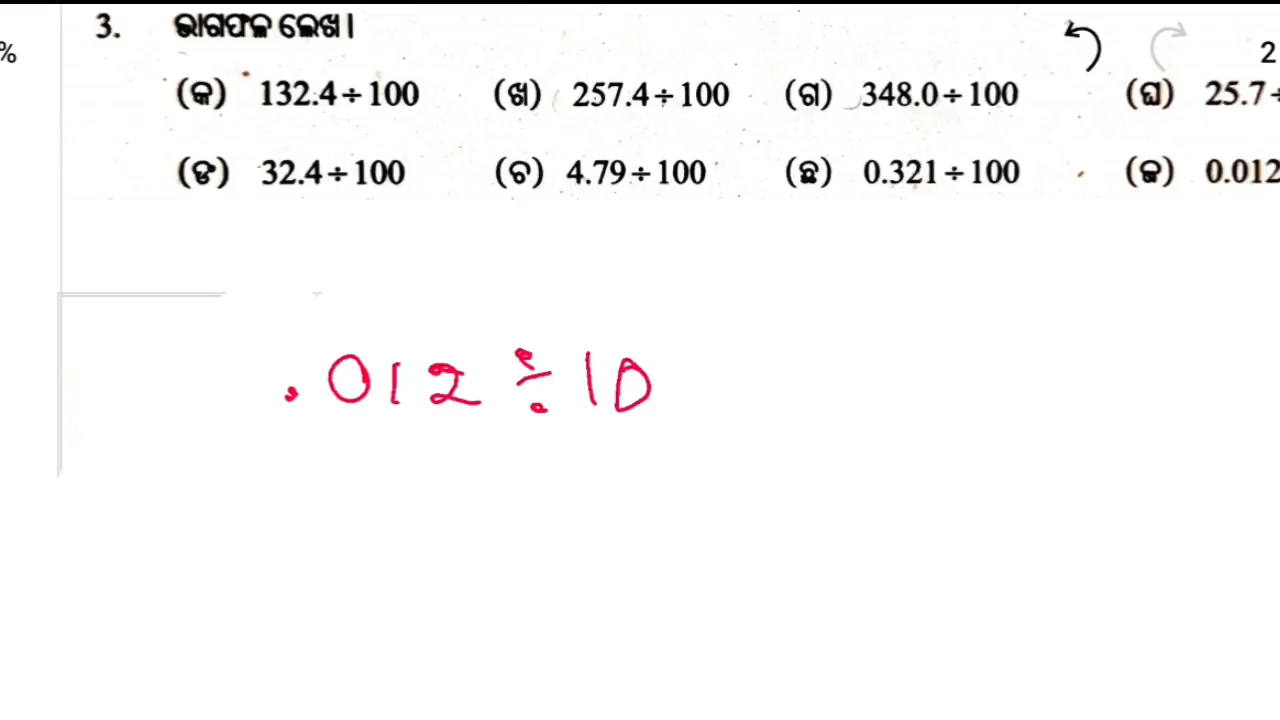 3. ଭାଗଫଳ ଲେଖ।
%
2
(କ) 132.4÷100 (ଖ) 257.4÷100 (ଗ) 348.0÷100 (ଘ) 25.7÷
(ଙ) 32.4÷100 (ଚ) 4.79÷100 (ଛ) 0.321÷100 (ଜ) 0.012
.012 ÷ 10